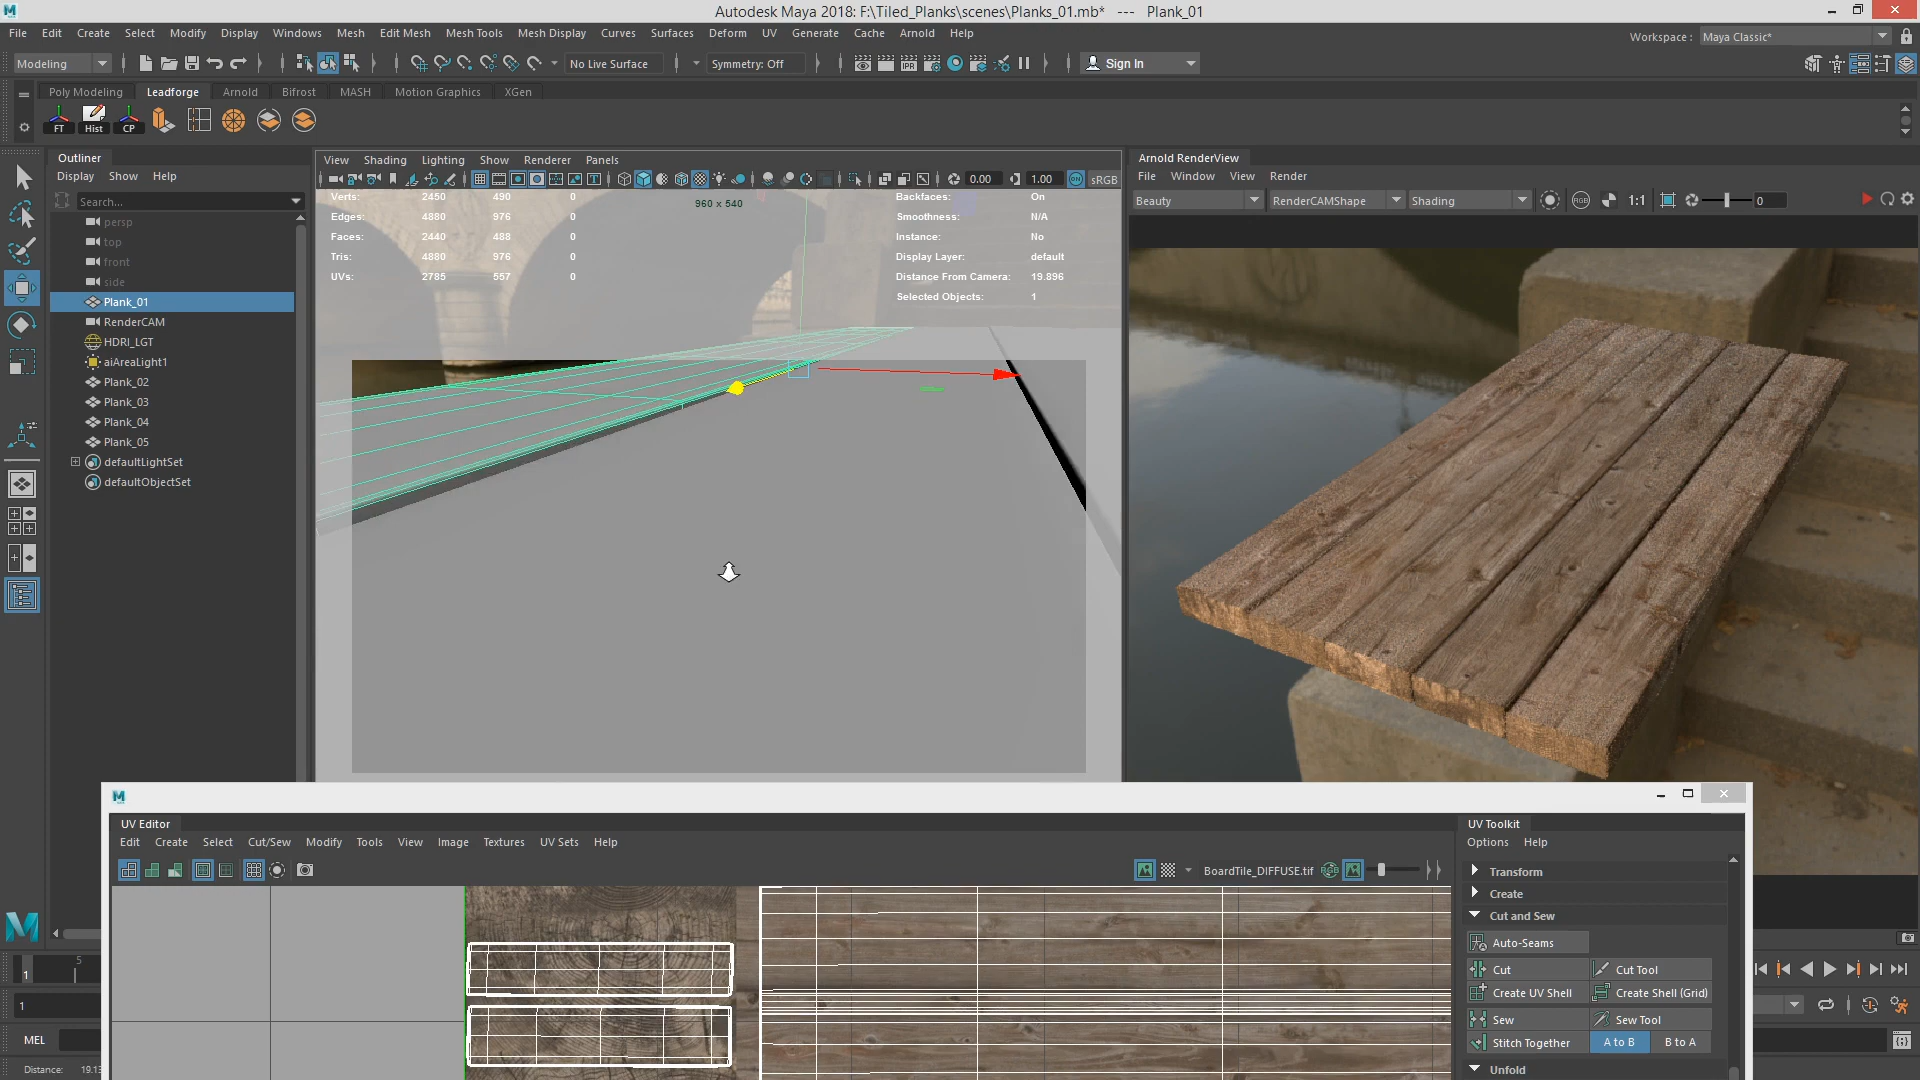 Autodesk Maya 2018: F:\Tiled_Planks\scenes\Planks_01.mb* --- Plank_01
File Edit Create Select Modify Display Windows Mesh Edit Mesh Mesh Tools Mesh Display Curves Surfaces Deform UV Generate Cache Arnold Help
Workspace : Maya Classic*
Modeling No Live Surface Symmetry: Off Sign In
Poly Modeling Leadforge Arnold Bifrost MASH Motion Graphics XGen
FT Hist CP
Outliner
Display Show Help
Search...
persp
top
front
side
Plank_01
RenderCAM
HDRI_LGT
aiAreaLight1
Plank_02
Plank_03
Plank_04
Plank_05
defaultLightSet
defaultObjectSet
View Shading Lighting Show Renderer Panels
0.00 1.00 sRGB
960 x 540
Verts: 2450 490 0
Edges: 4880 976 0
Faces: 2440 488 0
Tris: 4880 976 0
UVs: 2785 557 0
Backfaces: On
Smoothness: N/A
Instance: No
Display Layer: default
Distance From Camera: 19.896
Selected Objects: 1
Arnold RenderView
File Window View Render
Beauty RenderCAMShape Shading 1:1 0
UV Editor
Edit Create Select Cut/Sew Modify Tools View Image Textures UV Sets Help
BoardTile_DIFFUSE.tif
UV Toolkit
Options Help
Transform
Create
Cut and Sew
Auto-Seams
Cut Cut Tool
Create UV Shell Create Shell (Grid)
Sew Sew Tool
Stitch Together A to B B to A
Unfold
1 5
1
MEL
Distance: 19.13